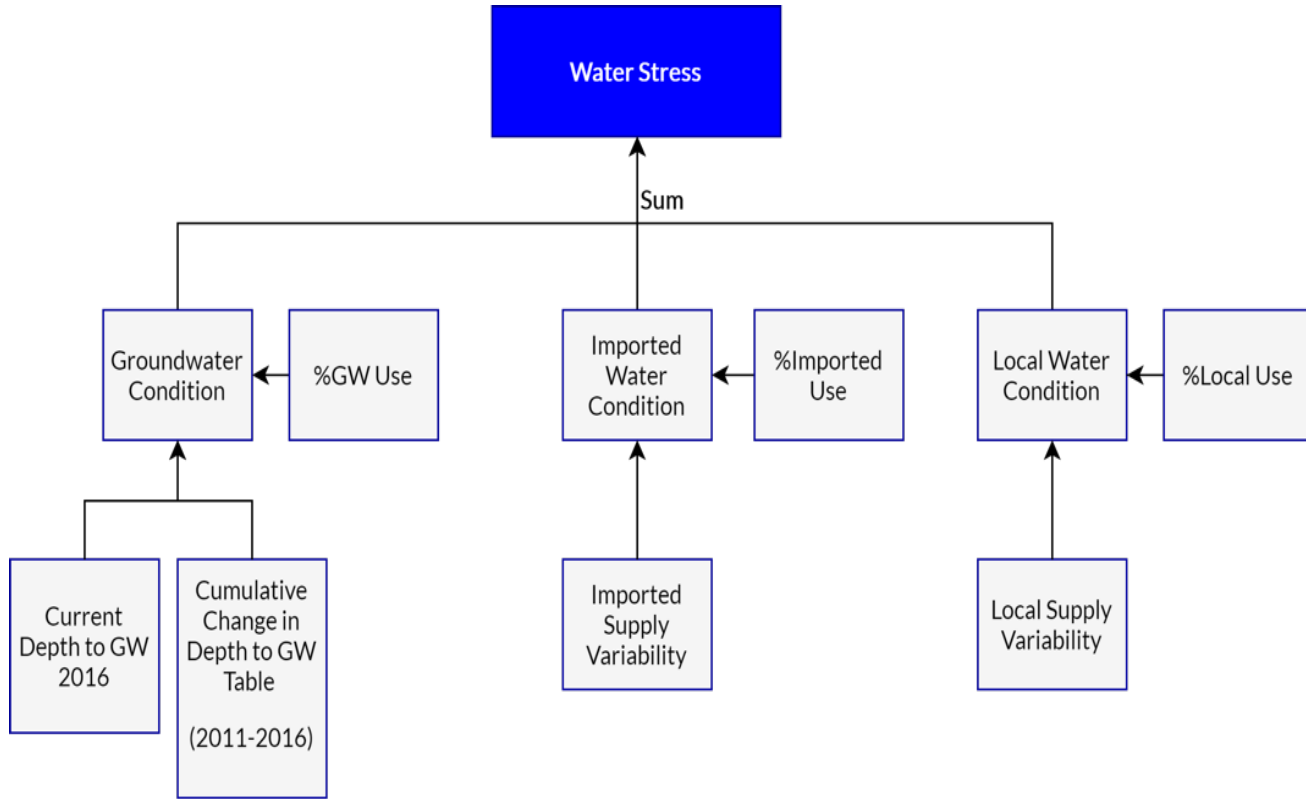 Water Stress
Sum
Groundwater
Condition
%GW Use
Imported
Water
Condition
%Imported
Use
Local Water
Condition
%Local Use
Current
Depth to GW
2016
Cumulative
Change in
Depth to GW
Table
(2011-2016)
Imported
Supply
Variability
Local Supply
Variability